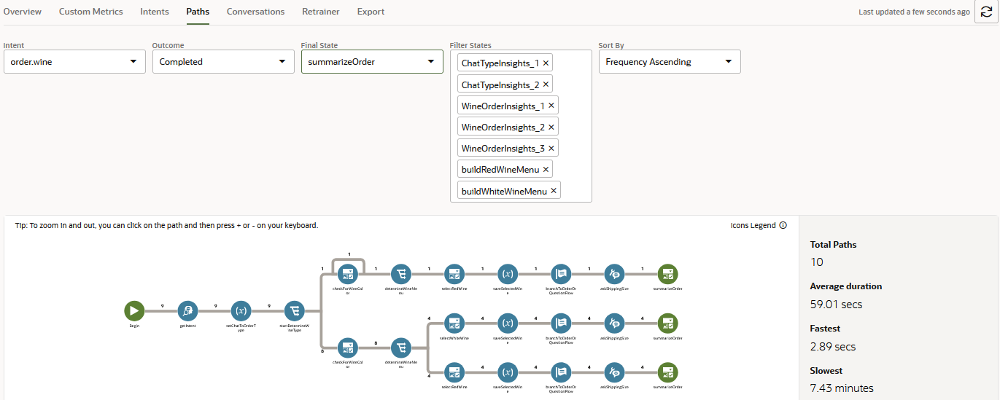 Overview Custom Metrics Intents Paths Conversations Retrainer Export Last updated a few seconds ago
Intent Outcome Final State Filter States Sort By
order.wine Completed summarizeOrder Frequency Ascending
ChatTypeInsights_1 ×
ChatTypeInsights_2 ×
WineOrderInsights_1 ×
WineOrderInsights_2 ×
WineOrderInsights_3 ×
buildRedWineMenu ×
buildWhiteWineMenu ×
Tip: To zoom in and out, you can click on the path and then press + or - on your keyboard. Icons Legend
Total Paths
10
Average duration
59.01 secs
Fastest
2.89 secs
Slowest
7.43 minutes
1
1 1 1 1 1 1 1
checkForWineCol
or
determineWineMe
nu
selectRedWine
saveSelectedWin
e
branchToOrderOr
QuestionFlow
askShippingSize
summarizeOrder
9 9 9
Begin
getIntent
setChatToOrderT
ype
startDetermineW
ineType
4 4 4 4 4
selectWhiteWine
saveSelectedWin
e
branchToOrderOr
QuestionFlow
askShippingSize
summarizeOrder
8 8
checkForWineCol
or
determineWineMe
nu
4 4 4 4 4
selectRedWine
saveSelectedWin
e
branchToOrderOr
QuestionFlow
askShippingSize
summarizeOrder